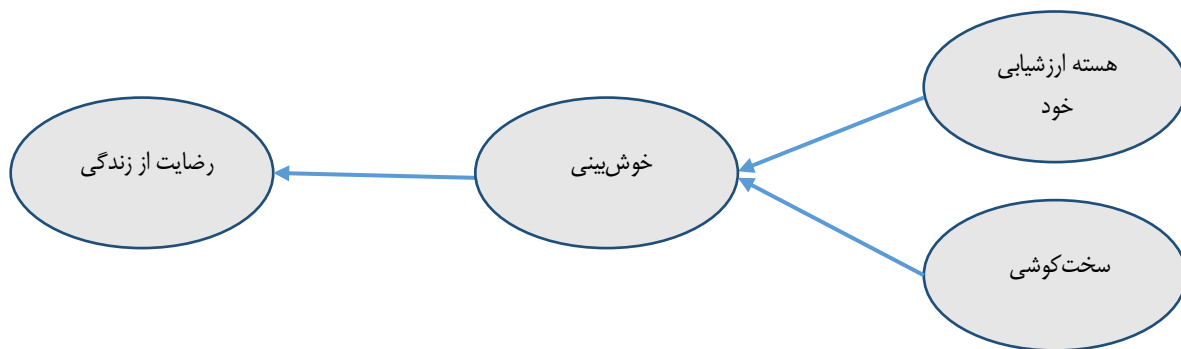 هسته ارزشیابی
خود
خوش‌بینی
رضایت از زندگی
سخت‌کوشی